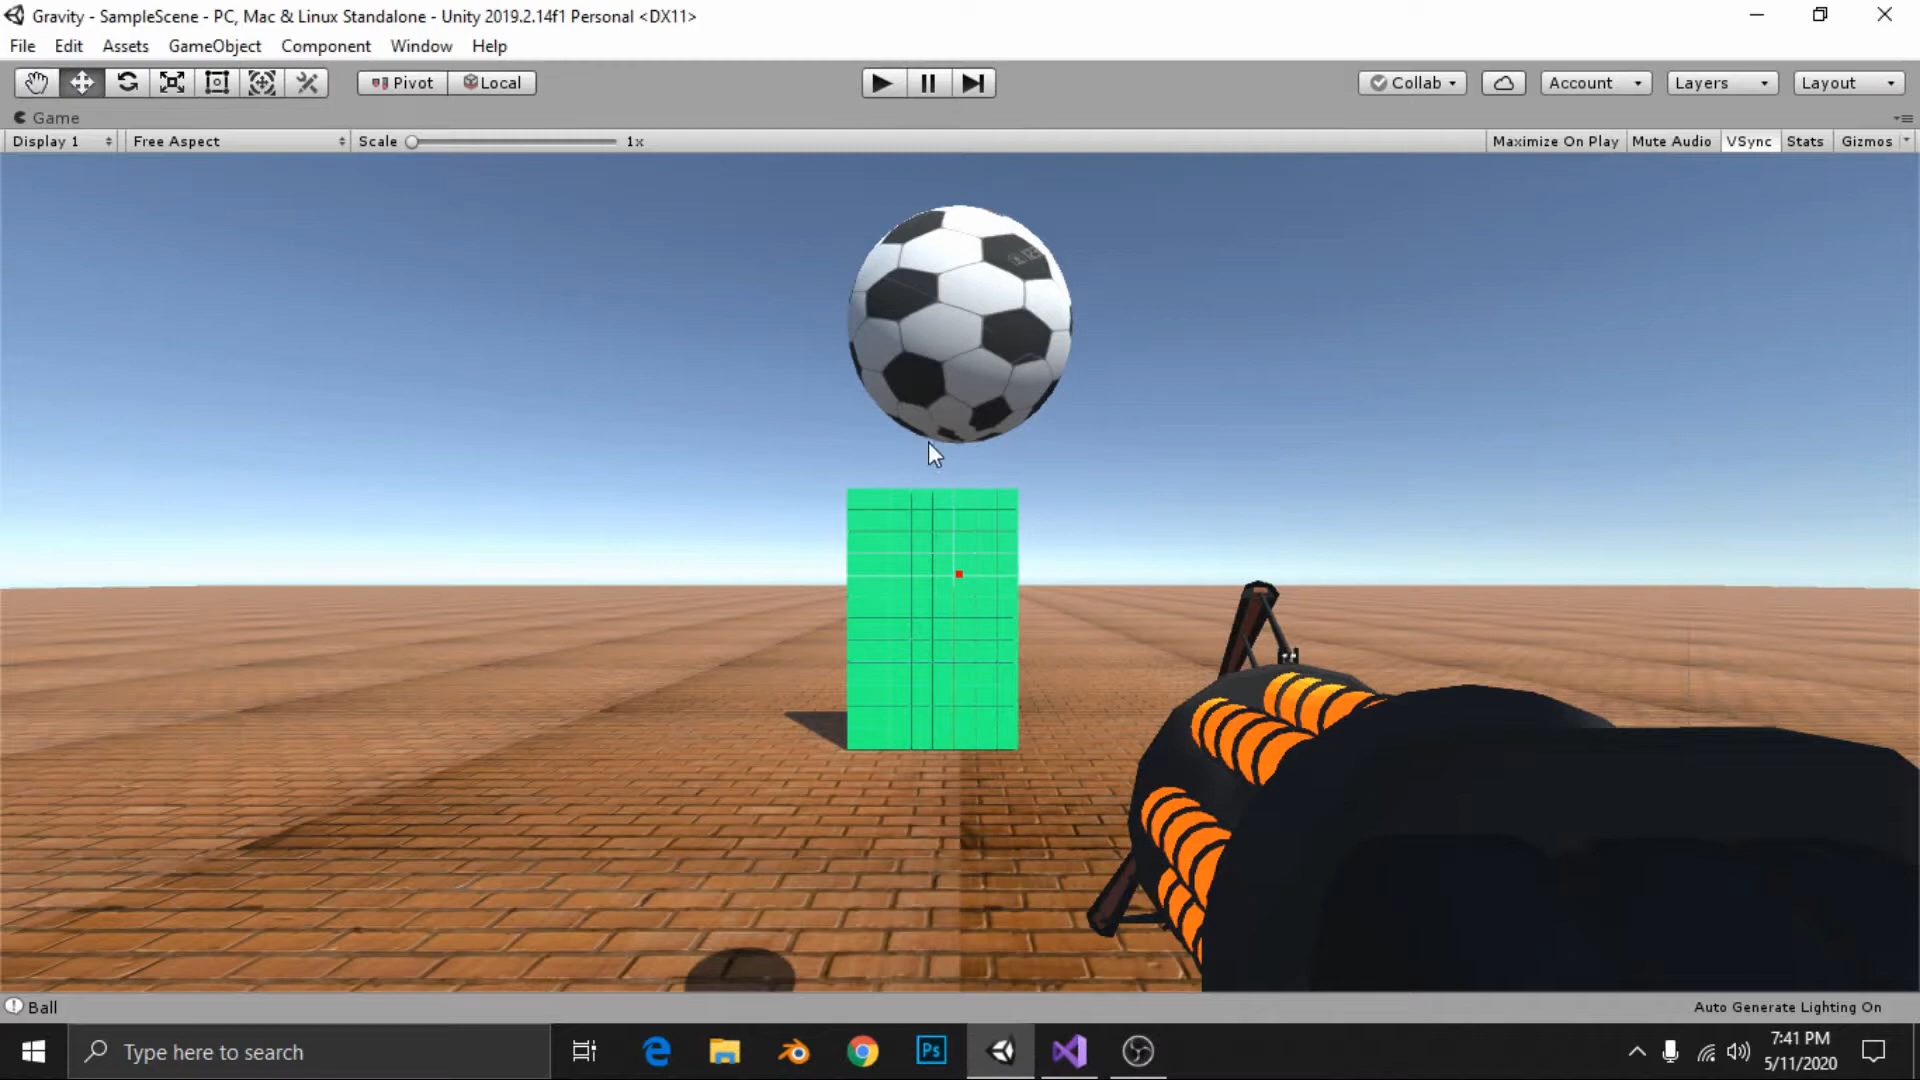 Gravity - SampleScene - PC, Mac & Linux Standalone - Unity 2019.2.14f1 Personal <DX11>
File Edit Assets GameObject Component Window Help
Pivot Local Collab Account Layers Layout
Game
Display 1 Free Aspect Scale 1x Maximize On Play Mute Audio VSync Stats Gizmos
Ball Auto Generate Lighting On
Type here to search Ps 7:41 PM
5/11/2020